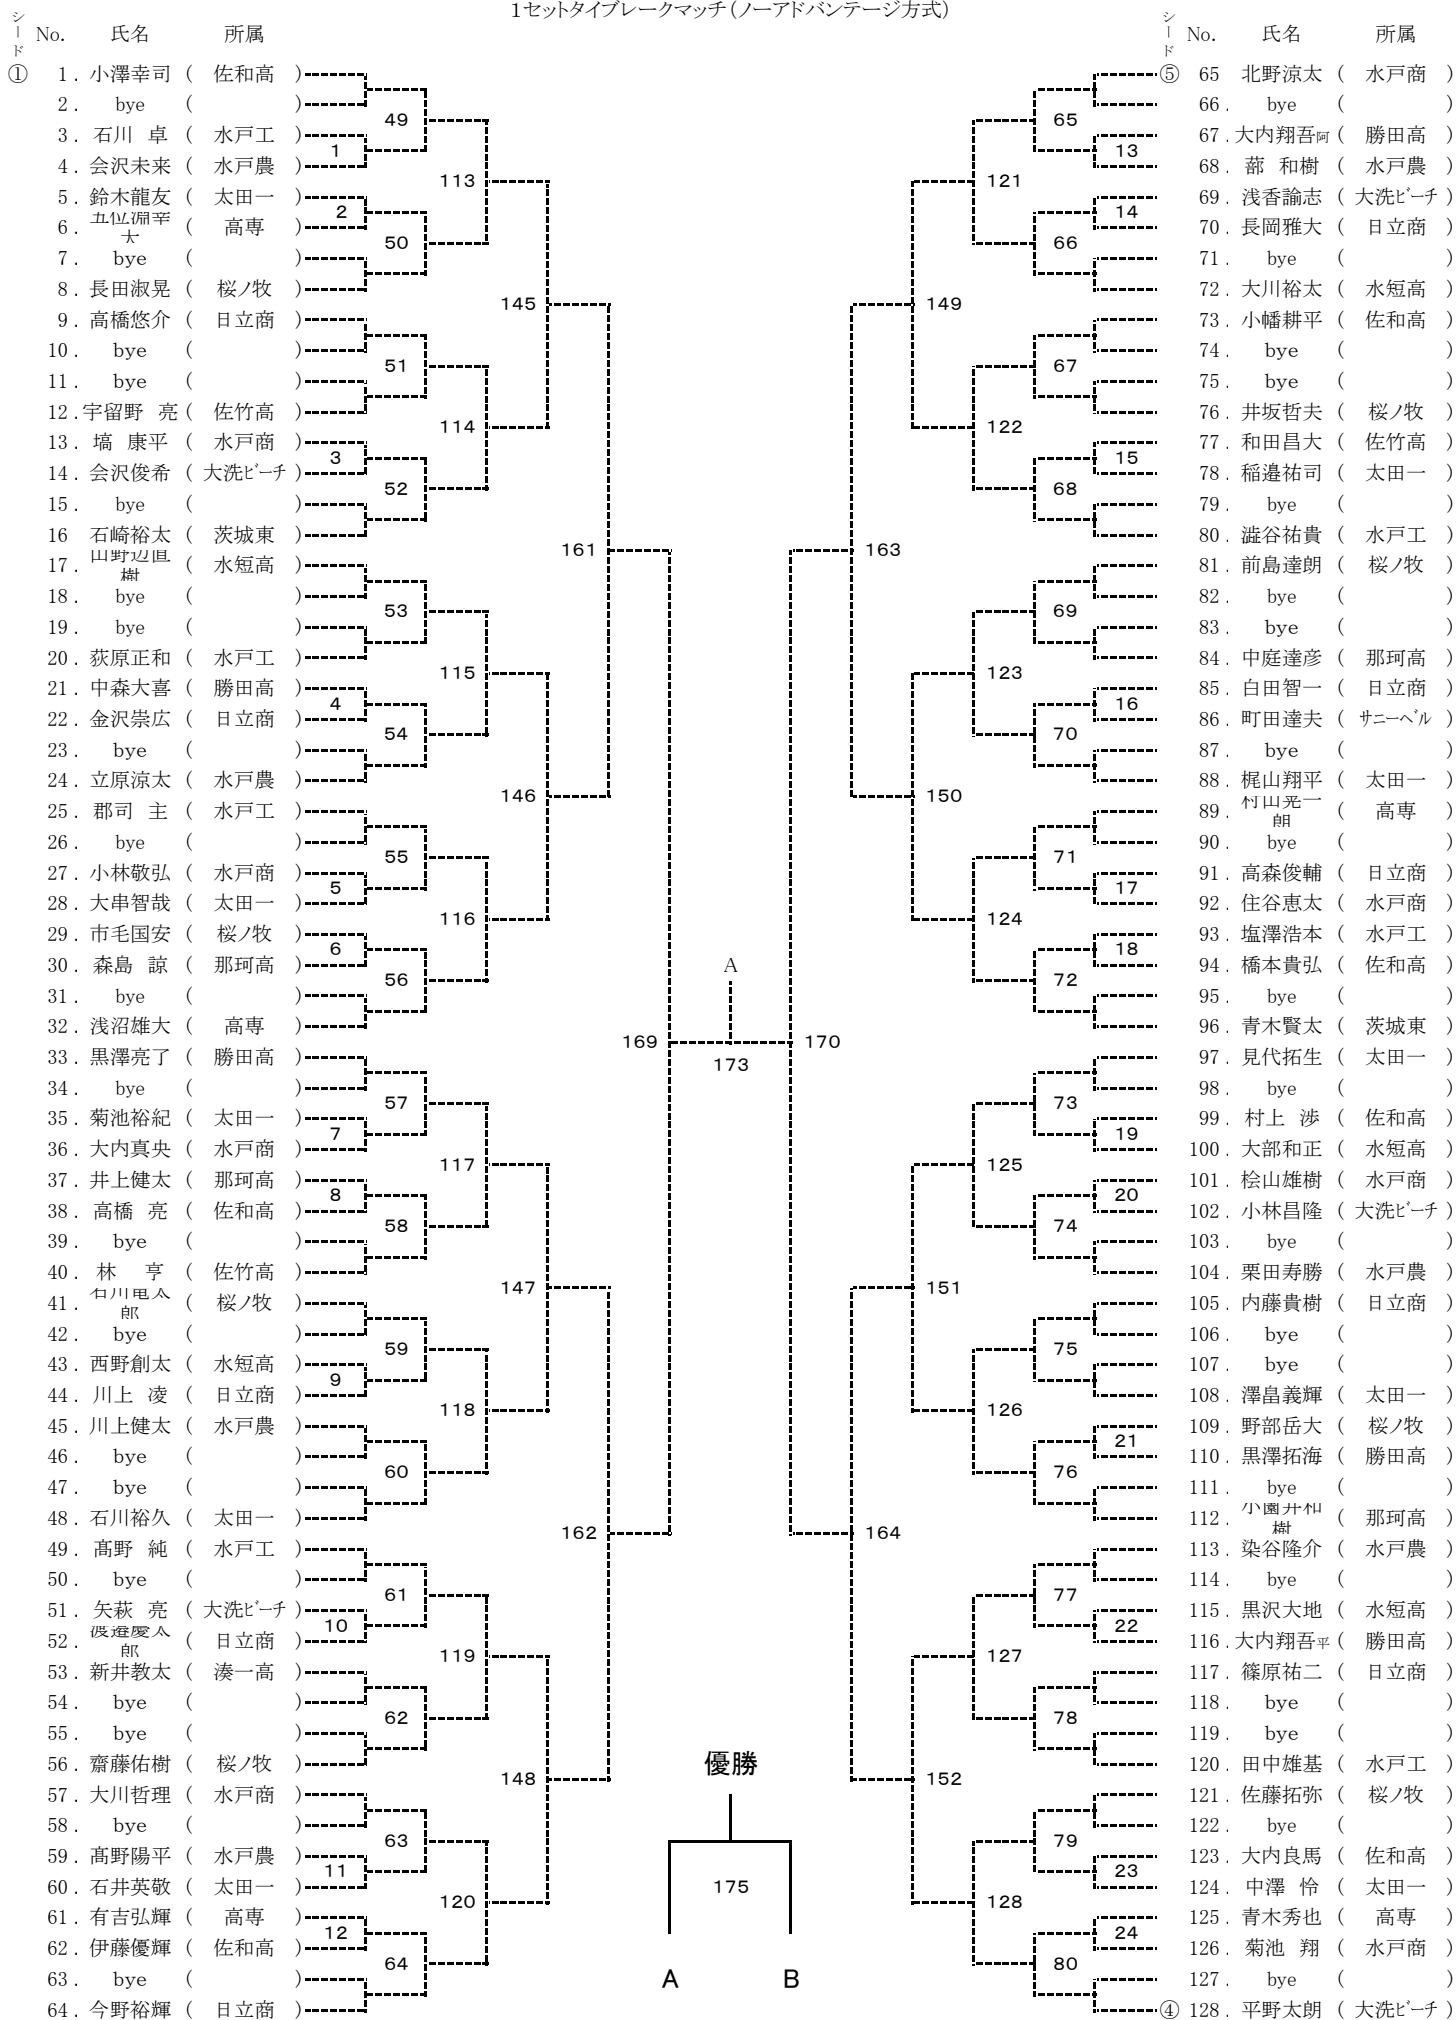 1セットタイブレークマッチ(ノーアドバンテージ方式)
シード No. 氏名 所属
① 1. 小澤幸司 ( 佐和高 )
2. bye ( )
3. 石川 卓 ( 水戸工 )
4. 会沢未来 ( 水戸農 )
5. 鈴木龍友 ( 太田一 )
6. 五位淵幸大 ( 高専 )
7. bye ( )
8. 長田淑晃 ( 桜ノ牧 )
9. 高橋悠介 ( 日立商 )
10. bye ( )
11. bye ( )
12. 宇留野 亮 ( 佐竹高 )
13. 塙 康平 ( 水戸商 )
14. 会沢俊希 ( 大洗ビーチ )
15. bye ( )
16 石崎裕太 ( 茨城東 )
17. 山野辺直樹 ( 水短高 )
18. bye ( )
19. bye ( )
20. 荻原正和 ( 水戸工 )
21. 中森大喜 ( 勝田高 )
22. 金沢崇広 ( 日立商 )
23. bye ( )
24. 立原涼太 ( 水戸農 )
25. 郡司 主 ( 水戸工 )
26. bye ( )
27. 小林敬弘 ( 水戸商 )
28. 大串智哉 ( 太田一 )
29. 市毛国安 ( 桜ノ牧 )
30. 森島 諒 ( 那珂高 )
31. bye ( )
32. 浅沼雄大 ( 高専 )
33. 黒澤亮了 ( 勝田高 )
34. bye ( )
35. 菊池裕紀 ( 太田一 )
36. 大内真央 ( 水戸商 )
37. 井上健太 ( 那珂高 )
38. 高橋 亮 ( 佐和高 )
39. bye ( )
40. 林 亨 ( 佐竹高 )
41. 石川竜太郎 ( 桜ノ牧 )
42. bye ( )
43. 西野創太 ( 水短高 )
44. 川上 凌 ( 日立商 )
45. 川上健太 ( 水戸農 )
46. bye ( )
47. bye ( )
48. 石川裕久 ( 太田一 )
49. 髙野 純 ( 水戸工 )
50. bye ( )
51. 矢萩 亮 ( 大洗ビーチ )
52. 渡邉慶太郎 ( 日立商 )
53. 新井教太 ( 湊一高 )
54. bye ( )
55. bye ( )
56. 齋藤佑樹 ( 桜ノ牧 )
57. 大川哲理 ( 水戸商 )
58. bye ( )
59. 髙野陽平 ( 水戸農 )
60. 石井英敬 ( 太田一 )
61. 有吉弘輝 ( 高専 )
62. 伊藤優輝 ( 佐和高 )
63. bye ( )
64. 今野裕輝 ( 日立商 )
1
2
3
4
5
6
7
8
9
10
11
12
49
50
51
52
53
54
55
56
57
58
59
60
61
62
63
64
113
114
115
116
117
118
119
120
145
146
147
148
161
162
169
A
173
170
優勝
175
A B
163
164
149
150
151
152
121
122
123
124
125
126
127
128
65
66
67
68
69
70
71
72
73
74
75
76
77
78
79
80
13
14
15
16
17
18
19
20
21
22
23
24
シード No. 氏名 所属
⑤ 65 北野涼太 ( 水戸商 )
66. bye ( )
67. 大内翔吾阿 ( 勝田高 )
68. 蔀 和樹 ( 水戸農 )
69. 浅香諭志 ( 大洗ビーチ )
70. 長岡雅大 ( 日立商 )
71. bye ( )
72. 大川裕太 ( 水短高 )
73. 小幡耕平 ( 佐和高 )
74. bye ( )
75. bye ( )
76. 井坂哲夫 ( 桜ノ牧 )
77. 和田昌大 ( 佐竹高 )
78. 稲邉祐司 ( 太田一 )
79. bye ( )
80. 澁谷祐貴 ( 水戸工 )
81. 前島達朗 ( 桜ノ牧 )
82. bye ( )
83. bye ( )
84. 中庭達彦 ( 那珂高 )
85. 白田智一 ( 日立商 )
86. 町田達夫 ( サニーベル )
87. bye ( )
88. 梶山翔平 ( 太田一 )
89. 村山晃一朗 ( 高専 )
90. bye ( )
91. 高森俊輔 ( 日立商 )
92. 住谷恵太 ( 水戸商 )
93. 塩澤浩本 ( 水戸工 )
94. 橋本貴弘 ( 佐和高 )
95. bye ( )
96. 青木賢太 ( 茨城東 )
97. 見代拓生 ( 太田一 )
98. bye ( )
99. 村上 渉 ( 佐和高 )
100. 大部和正 ( 水短高 )
101. 桧山雄樹 ( 水戸商 )
102. 小林昌隆 ( 大洗ビーチ )
103. bye ( )
104. 栗田寿勝 ( 水戸農 )
105. 内藤貴樹 ( 日立商 )
106. bye ( )
107. bye ( )
108. 澤畠義輝 ( 太田一 )
109. 野部岳大 ( 桜ノ牧 )
110. 黒澤拓海 ( 勝田高 )
111. bye ( )
112. 小園井和樹 ( 那珂高 )
113. 染谷隆介 ( 水戸農 )
114. bye ( )
115. 黒沢大地 ( 水短高 )
116. 大内翔吾平 ( 勝田高 )
117. 篠原祐二 ( 日立商 )
118. bye ( )
119. bye ( )
120. 田中雄基 ( 水戸工 )
121. 佐藤拓弥 ( 桜ノ牧 )
122. bye ( )
123. 大内良馬 ( 佐和高 )
124. 中澤 怜 ( 太田一 )
125. 青木秀也 ( 高専 )
126. 菊池 翔 ( 水戸商 )
127. bye ( )
④ 128. 平野太朗 ( 大洗ビーチ )